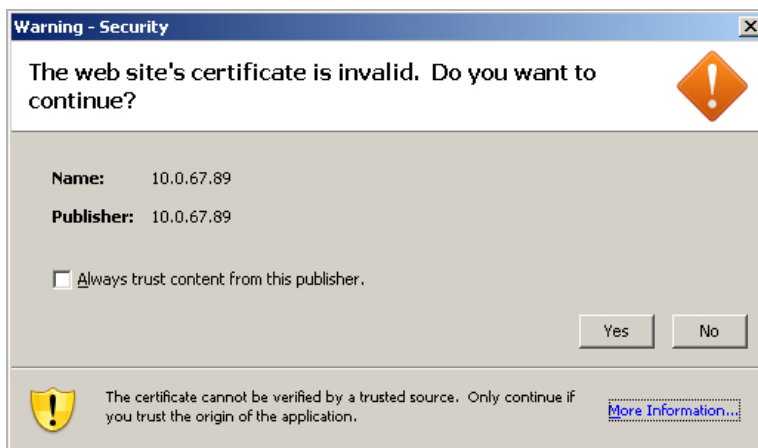 Warning - Security
The web site's certificate is invalid. Do you want to
continue?
Name: 10.0.67.89
Publisher: 10.0.67.89
Always trust content from this publisher.
Yes No
The certificate cannot be verified by a trusted source. Only continue if
you trust the origin of the application.
More Information...